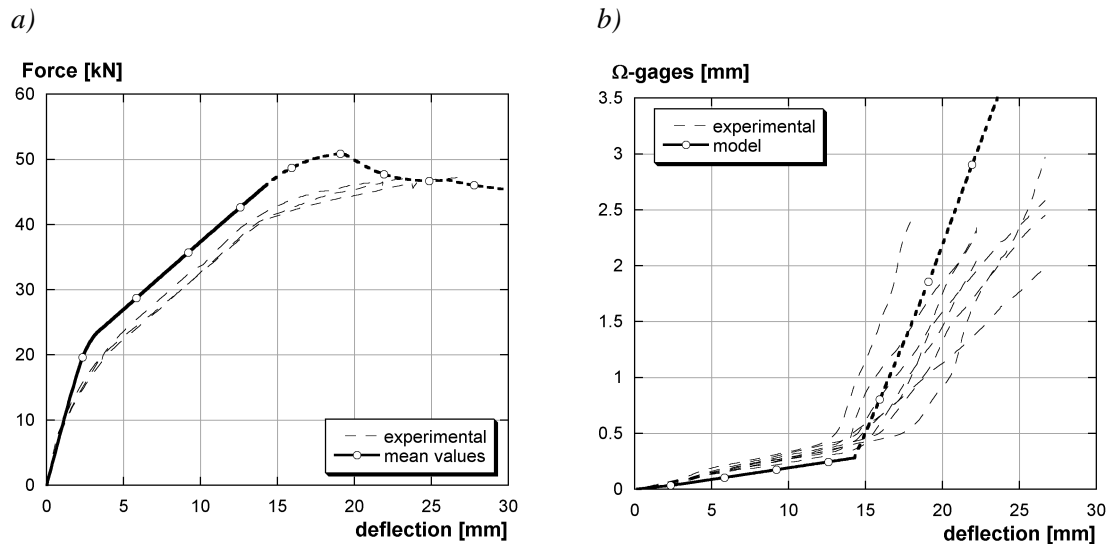 a)
Force [kN]
60
50
40
30
20
10
0
0 5 10 15 20 25 30
deflection [mm]
experimental
mean values
b)
Ω-gages [mm]
3.5
3
2.5
2
1.5
1
0.5
0
0 5 10 15 20 25 30
deflection [mm]
experimental
model